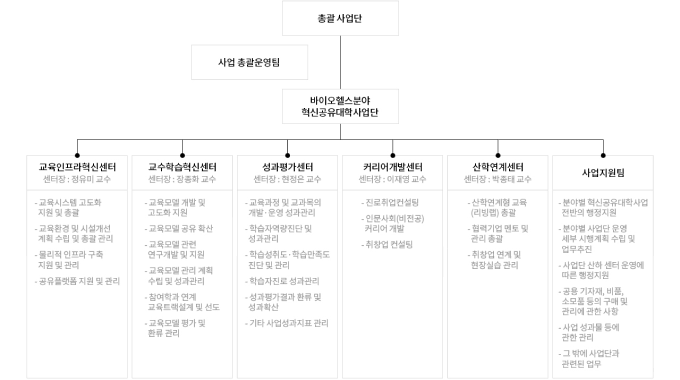 총괄 사업단
사업 총괄운영팀
바이오헬스분야
혁신공유대학사업단
교육인프라혁신센터
센터장 : 정유미 교수
- 교육시스템 고도화
지원 및 총괄
- 교육환경 및 시설개선
계획 수립 및 총괄 관리
- 물리적 인프라 구축
지원 및 관리
- 공유플랫폼 지원 및 관리
교수학습혁신센터
센터장 : 장종화 교수
- 교육모델 개발 및
고도화 지원
- 교육모델 공유 확산
- 교육모델 관련
연구개발 및 지원
- 교육모델 관리 계획
수립 및 성과관리
- 참여학과 연계
교육트랙설계 및 선도
- 교육모델 평가 및
환류 관리
성과평가센터
센터장 : 현정은 교수
- 교육과정 및 교과목의
개발·운영 성과관리
- 학습자역량진단 및
성과관리
- 학습성취도·학습만족도
진단 및 관리
- 학습자진로 성과관리
- 성과평가결과 환류 및
성과확산
- 기타 사업성과지표 관리
커리어개발센터
센터장 : 이재영 교수
- 진로취업컨설팅
- 인문사회(비전공)
커리어 개발
- 취창업 컨설팅
산학연계센터
센터장 : 박종태 교수
- 산학연계형 교육
(리빙랩) 총괄
- 협력기업 멘토 및
관리 총괄
- 취창업 연계 및
현장실습 관리
사업지원팀
- 분야별 혁신공유대학사업
전반의 행정지원
- 분야별 사업단 운영
세부 시행계획 수립 및
업무추진
- 사업단 산하 센터 운영에
따른 행정지원
- 공용 기자재, 비품,
소모품 등의 구매 및
관리에 관한 사항
- 사업 성과물 등에
관한 관리
- 그 밖에 사업단과
관련된 업무